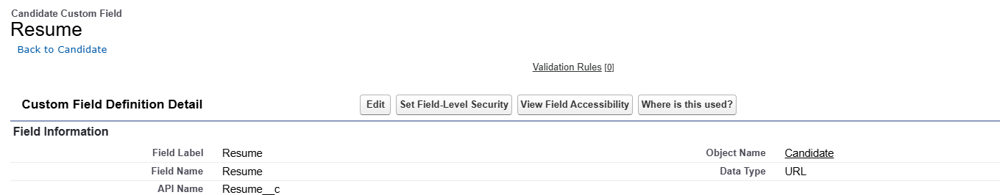 Candidate Custom Field
Resume
Back to Candidate
Validation Rules [0]
Custom Field Definition Detail Edit Set Field-Level Security View Field Accessibility Where is this used?
Field Information
Field Label Resume Object Name Candidate
Field Name Resume Data Type URL
API Name Resume__c